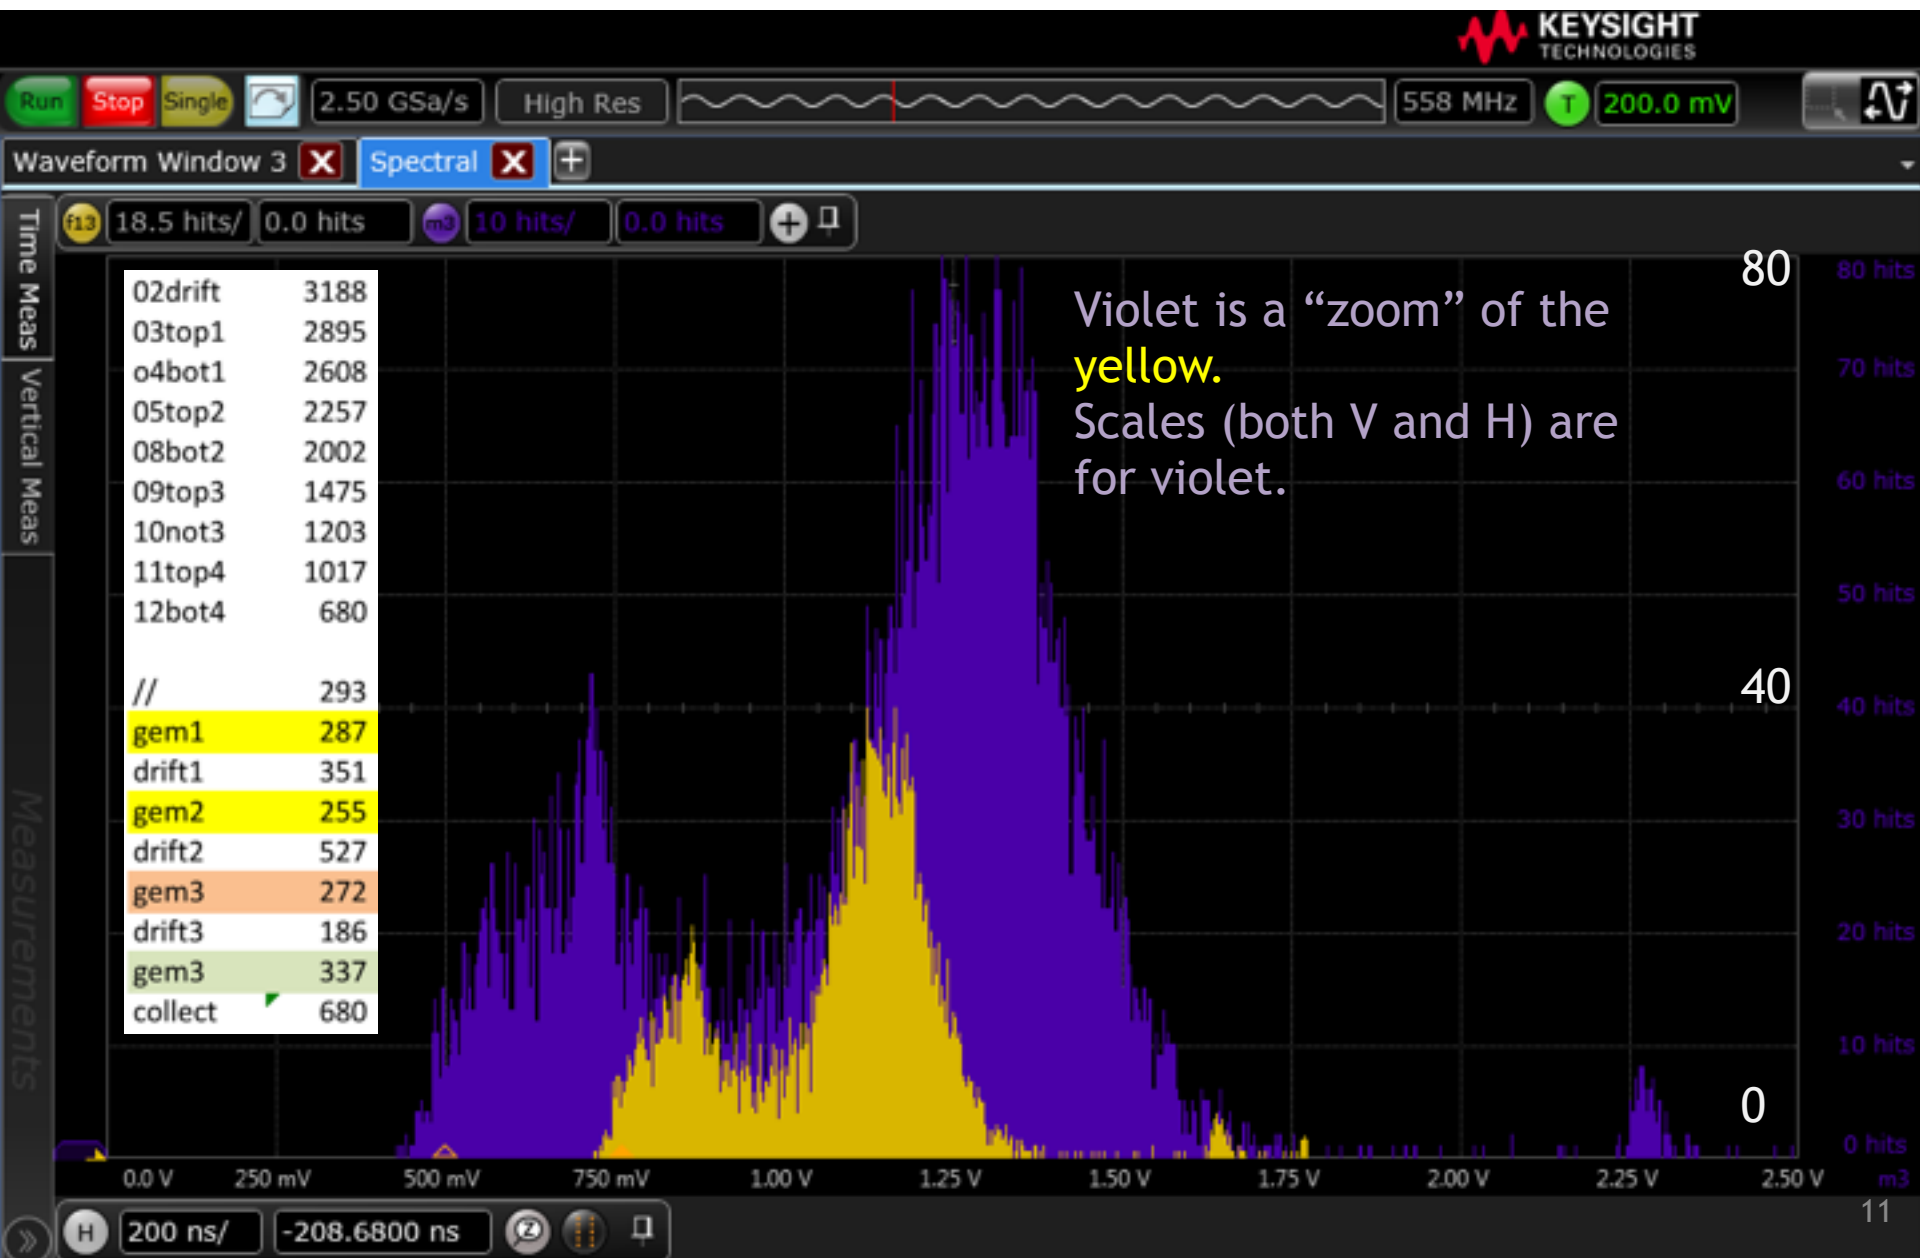 KEYSIGHT
TECHNOLOGIES
Run Stop Single 2.50 GSa/s High Res 558 MHz T 200.0 mV
Waveform Window 3 X Spectral X +
Time Meas
Vertical Meas
Measurements
f13 18.5 hits/ 0.0 hits m3 10 hits/ 0.0 hits +
02drift 3188
03top1 2895
o4bot1 2608
05top2 2257
08bot2 2002
09top3 1475
10not3 1203
11top4 1017
12bot4 680
// 293
gem1 287
drift1 351
gem2 255
drift2 527
gem3 272
drift3 186
gem3 337
collect 680
Violet is a “zoom” of the
yellow.
Scales (both V and H) are
for violet.
80
40
0
80 hits
70 hits
60 hits
50 hits
40 hits
30 hits
20 hits
10 hits
0 hits
0.0 V 250 mV 500 mV 750 mV 1.00 V 1.25 V 1.50 V 1.75 V 2.00 V 2.25 V 2.50 V m3
11
H 200 ns/ -208.6800 ns Z